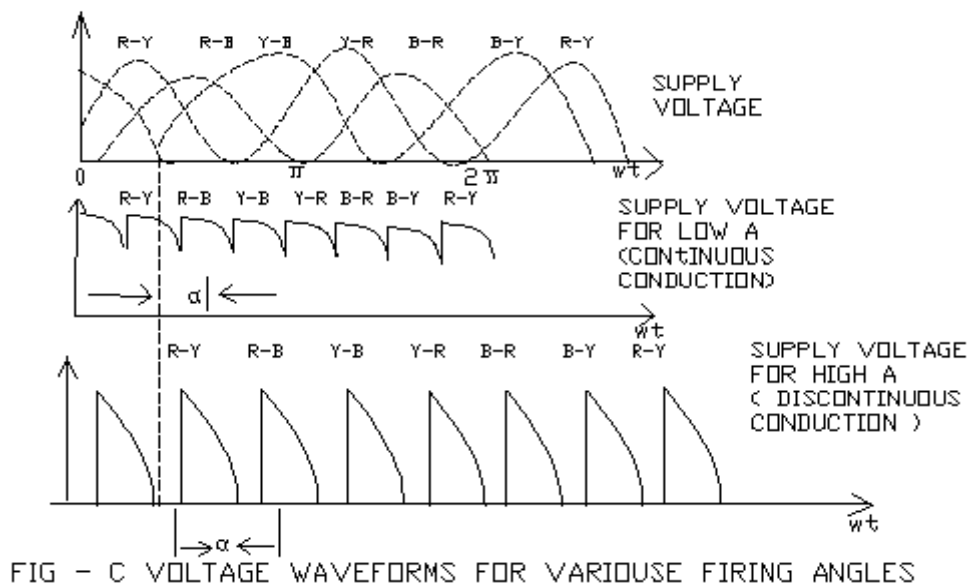 R-Y R-B Y-B Y-R B-R B-Y R-Y
SUPPLY
VOLTAGE
0 π 2π wt
R-Y R-B Y-B Y-R B-R B-Y R-Y
SUPPLY VOLTAGE
FOR LOW A
(CONtINUOUS
CONDUCTION)
α
wt
R-Y R-B Y-B Y-R B-R B-Y R-Y
SUPPLY VOLTAGE
FOR HIGH A
( DISCONTINUOUS
CONDUCTION )
wt
α
FIG - C VOLTAGE WAVEFORMS FOR VARIOUSE FIRING ANGLES